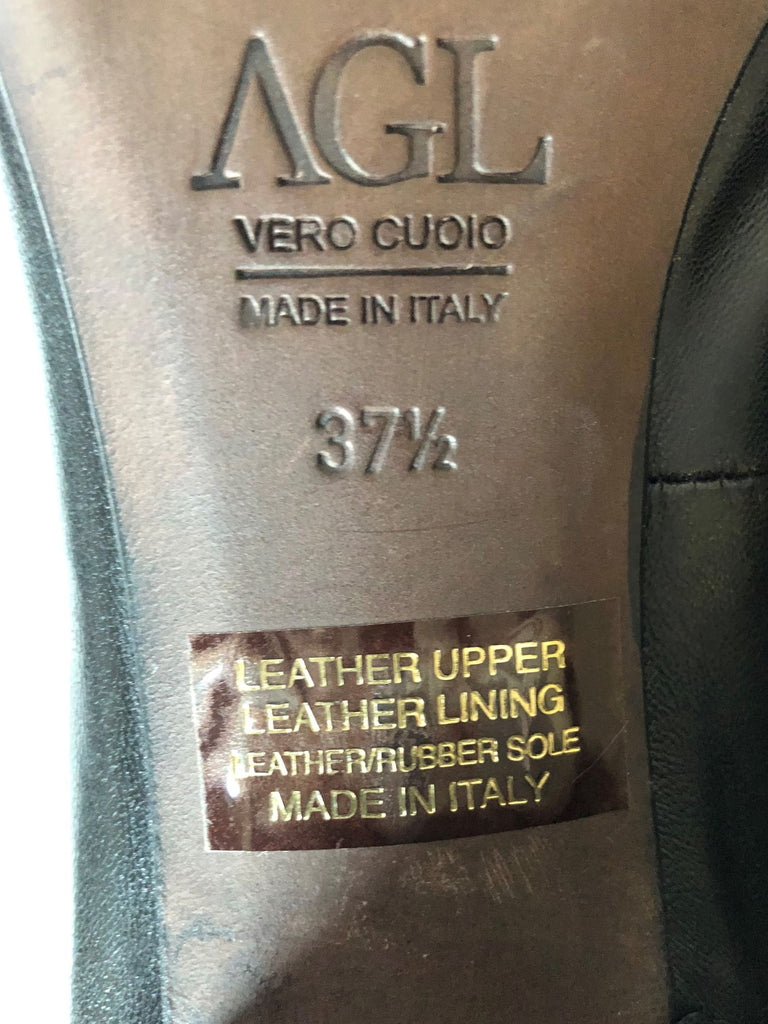 AGL
VERO CUOIO
MADE IN ITALY
37½
LEATHER UPPER
LEATHER LINING
LEATHER/RUBBER SOLE
MADE IN ITALY